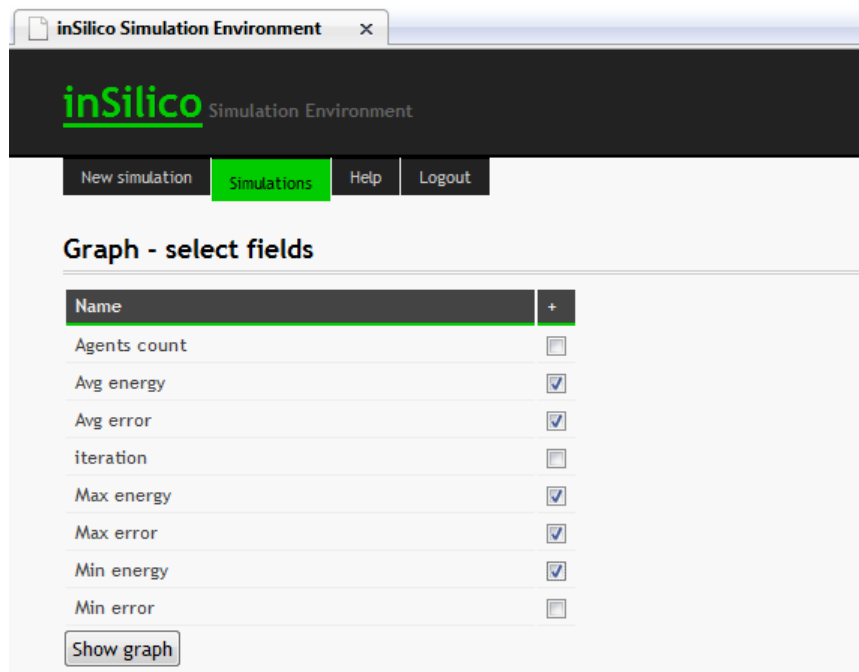 inSilico Simulation Environment x
inSilico Simulation Environment
New simulation Simulations Help Logout
Graph - select fields
Name +
Agents count
Avg energy
Avg error
iteration
Max energy
Max error
Min energy
Min error
Show graph